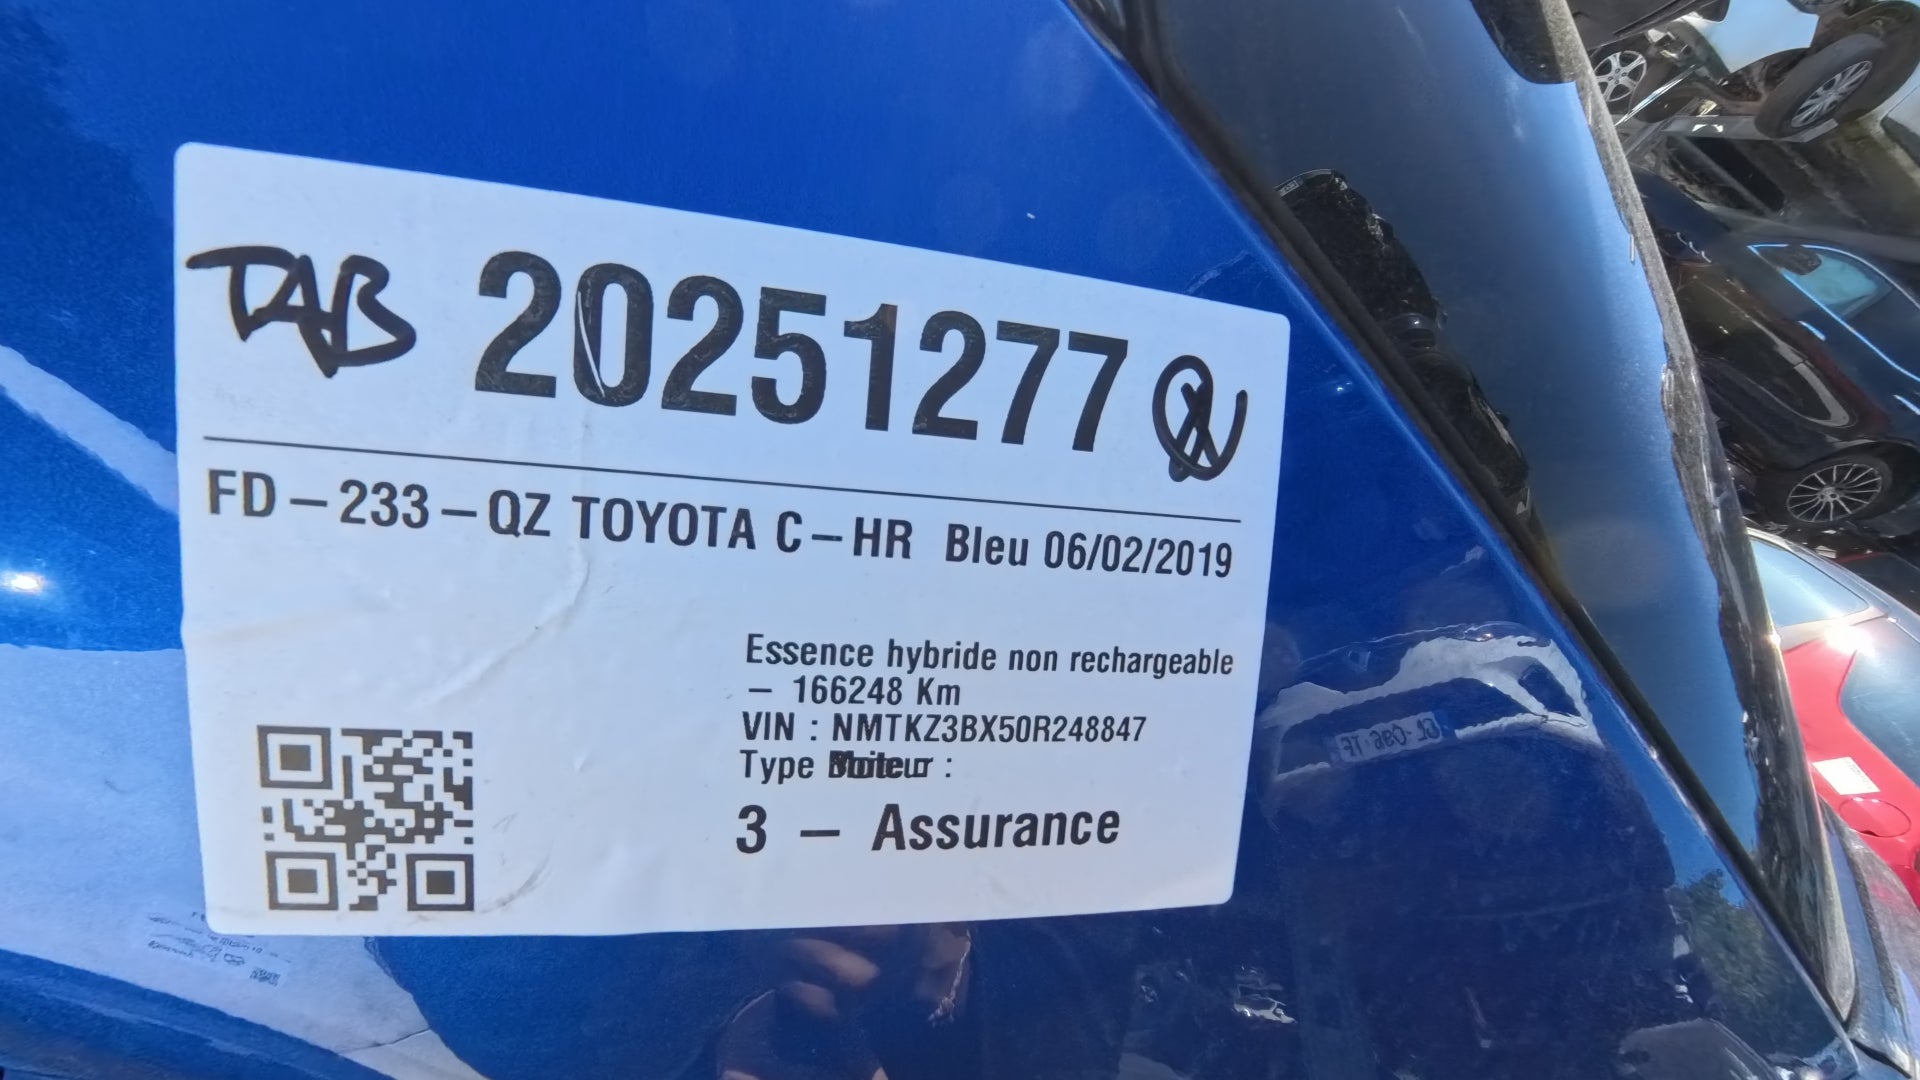 TAB 20251277
FD-233-QZ TOYOTA C-HR Bleu 06/02/2019
Essence hybride non rechargeable
- 166248 Km
VIN : NMTKZ3BX50R248847
Type :
3 - Assurance